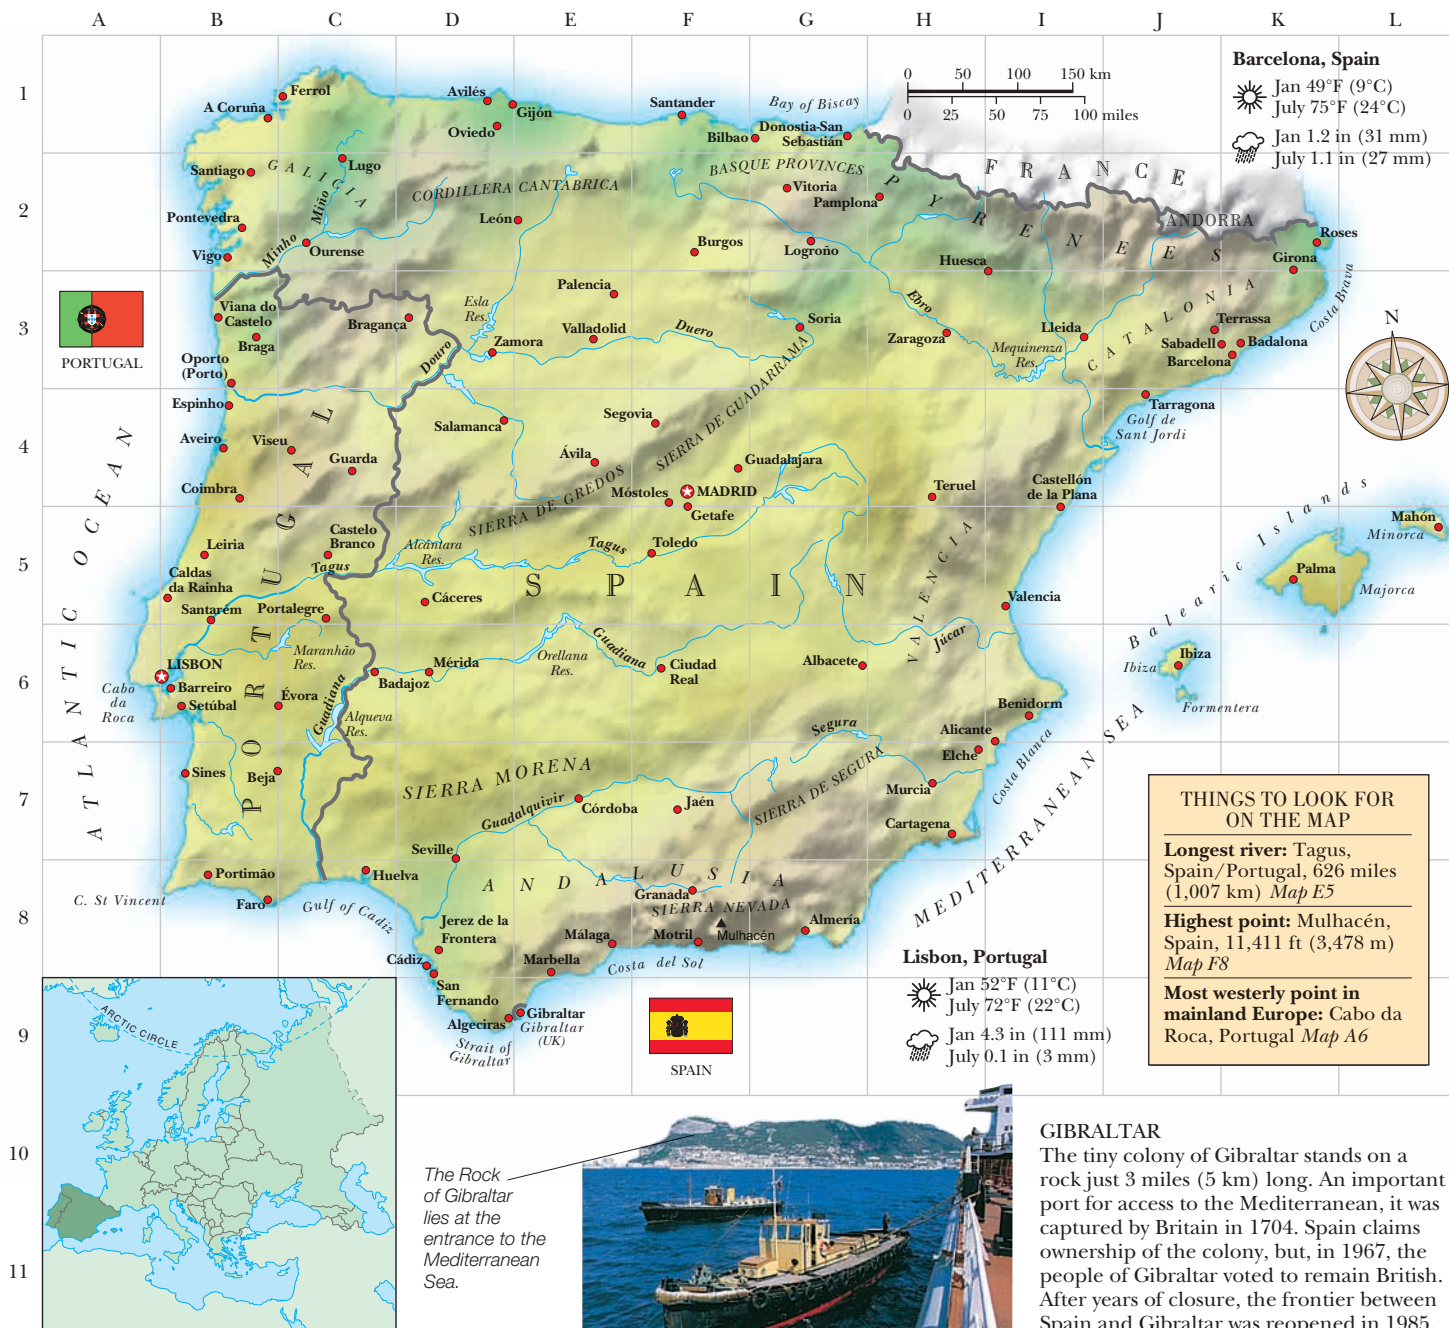 A B C D E F G H I J K L
1
2
3
4
5
6
7
8
9
10
11
Barcelona, Spain
Jan 49°F (9°C)
July 75°F (24°C)
Jan 1.2 in (31 mm)
July 1.1 in (27 mm)
0 50 100 150 km
0 25 50 75 100 miles
Bay of Biscay
Ferrol
A Coruña
Avilés
Gijón
Oviedo
Santander
Bilbao
Donostia-San
Sebastián
Santiago
GALICIA
Lugo
Miño
CORDILLERA CANTABRICA
BASQUE PROVINCES
Vitoria
Pamplona
FRANCE
PYRENEES
ANDORRA
Pontevedra
Vigo
Minho
Ourense
León
Burgos
Logroño
Huesca
Roses
Girona
Costa Brava
PORTUGAL
Viana do
Castelo
Braga
Bragança
Esla
Res.
Palencia
Valladolid
Zamora
Duero
Soria
Ebro
Zaragoza
Lleida
Mequinenza
Res.
CATALONIA
Terrassa
Sabadell
Badalona
Barcelona
N
Oporto
(Porto)
Douro
Espinho
Aveiro
Viseu
Guarda
Coimbra
Salamanca
Segovia
Ávila
SIERRA DE GUADARRAMA
SIERRA DE GREDOS
Guadalajara
Móstoles
MADRID
Getafe
Teruel
Tarragona
Golf de
Sant Jordi
Castellón
de la Plana
Leiria
Castelo
Branco
Tagus
Alcántara
Res.
Tagus
Toledo
Caldas
da Rainha
Santarém
Portalegre
Cáceres
SPAIN
VALENCIA
Valencia
Júcar
Balearic Islands
Mahón
Minorca
Palma
Majorca
Ibiza
Ibiza
Formentera
LISBON
Barreiro
Setúbal
Cabo
da
Roca
Maranhão
Res.
Évora
Badajoz
Mérida
Orellana
Res.
Guadiana
Ciudad
Real
Albacete
Guadiana
Alqueva
Res.
PORTUGAL
ATLANTIC OCEAN
Benidorm
Alicante
Elche
Costa Blanca
Segura
SIERRA DE SEGURA
Murcia
Cartagena
Sines
Beja
SIERRA MORENA
Guadalquivir
Córdoba
Jaén
Seville
Huelva
Portimão
Faro
C. St Vincent
Gulf of Cadiz
ANDALUSIA
Granada
SIERRA NEVADA
Mulhacén
Almería
Motril
Málaga
Costa del Sol
Jerez de la
Frontera
Cádiz
San
Fernando
Marbella
Algeciras
Gibraltar
Gibraltar
(UK)
Strait of
Gibraltar
MEDITERRANEAN SEA
SPAIN
Lisbon, Portugal
Jan 52°F (11°C)
July 72°F (22°C)
Jan 4.3 in (111 mm)
July 0.1 in (3 mm)
THINGS TO LOOK FOR
ON THE MAP
Longest river: Tagus,
Spain/Portugal, 626 miles
(1,007 km) Map E5
Highest point: Mulhacén,
Spain, 11,411 ft (3,478 m)
Map F8
Most westerly point in
mainland Europe: Cabo da
Roca, Portugal Map A6
ARCTIC CIRCLE
The Rock
of Gibraltar
lies at the
entrance to the
Mediterranean
Sea.
GIBRALTAR
The tiny colony of Gibraltar stands on a
rock just 3 miles (5 km) long. An important
port for access to the Mediterranean, it was
captured by Britain in 1704. Spain claims
ownership of the colony, but, in 1967, the
people of Gibraltar voted to remain British.
After years of closure, the frontier between
Spain and Gibraltar was reopened in 1985.